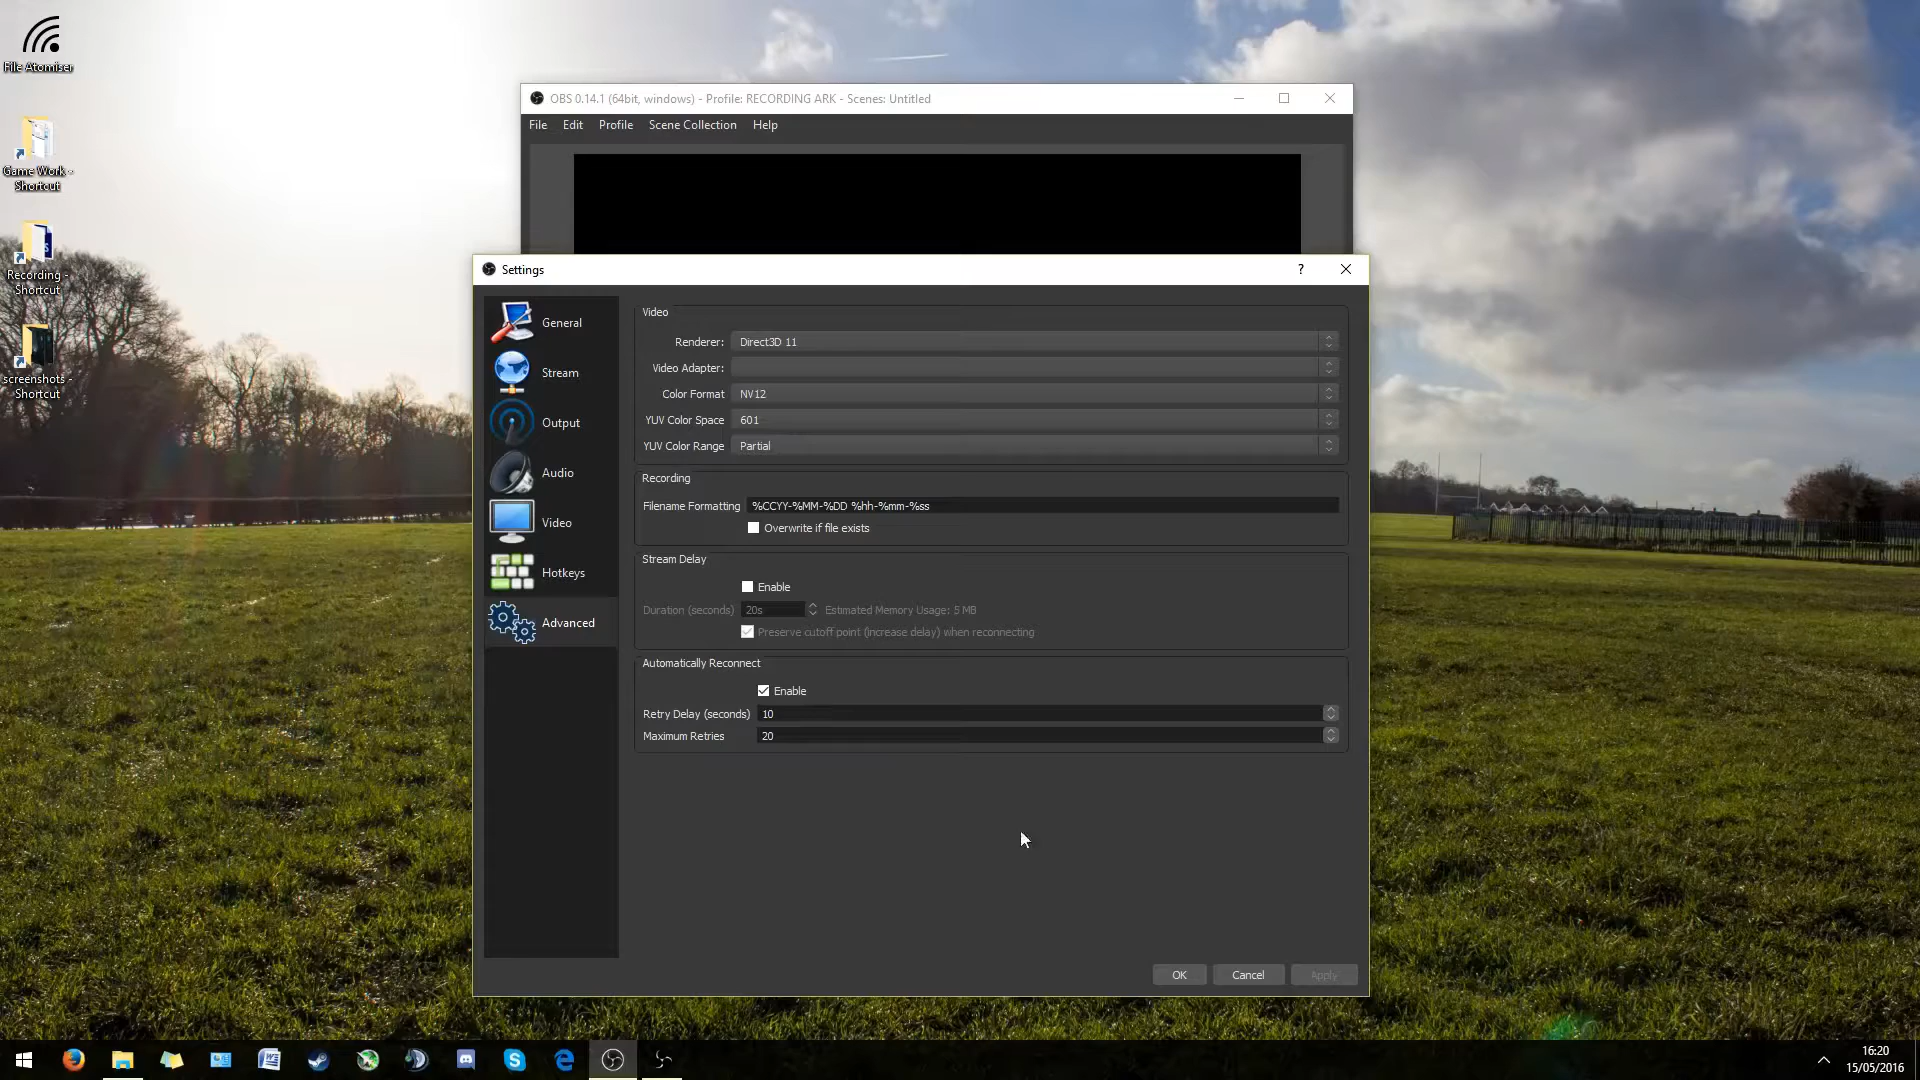 File Atomiser
Game Work -
Shortcut
Recording -
Shortcut
screenshots -
Shortcut
OBS 0.14.1 (64bit, windows) - Profile: RECORDING ARK - Scenes: Untitled
File Edit Profile Scene Collection Help
Settings
?
General
Stream
Output
Audio
Video
Hotkeys
Advanced
Video
Renderer: Direct3D 11
Video Adapter:
Color Format NV12
YUV Color Space 601
YUV Color Range Partial
Recording
Filename Formatting %CCYY-%MM-%DD %hh-%mm-%ss
Overwrite if file exists
Stream Delay
Enable
Duration (seconds) 20s Estimated Memory Usage: 5 MB
Preserve cutoff point (increase delay) when reconnecting
Automatically Reconnect
Enable
Retry Delay (seconds) 10
Maximum Retries 20
OK Cancel Apply
16:20
15/05/2016